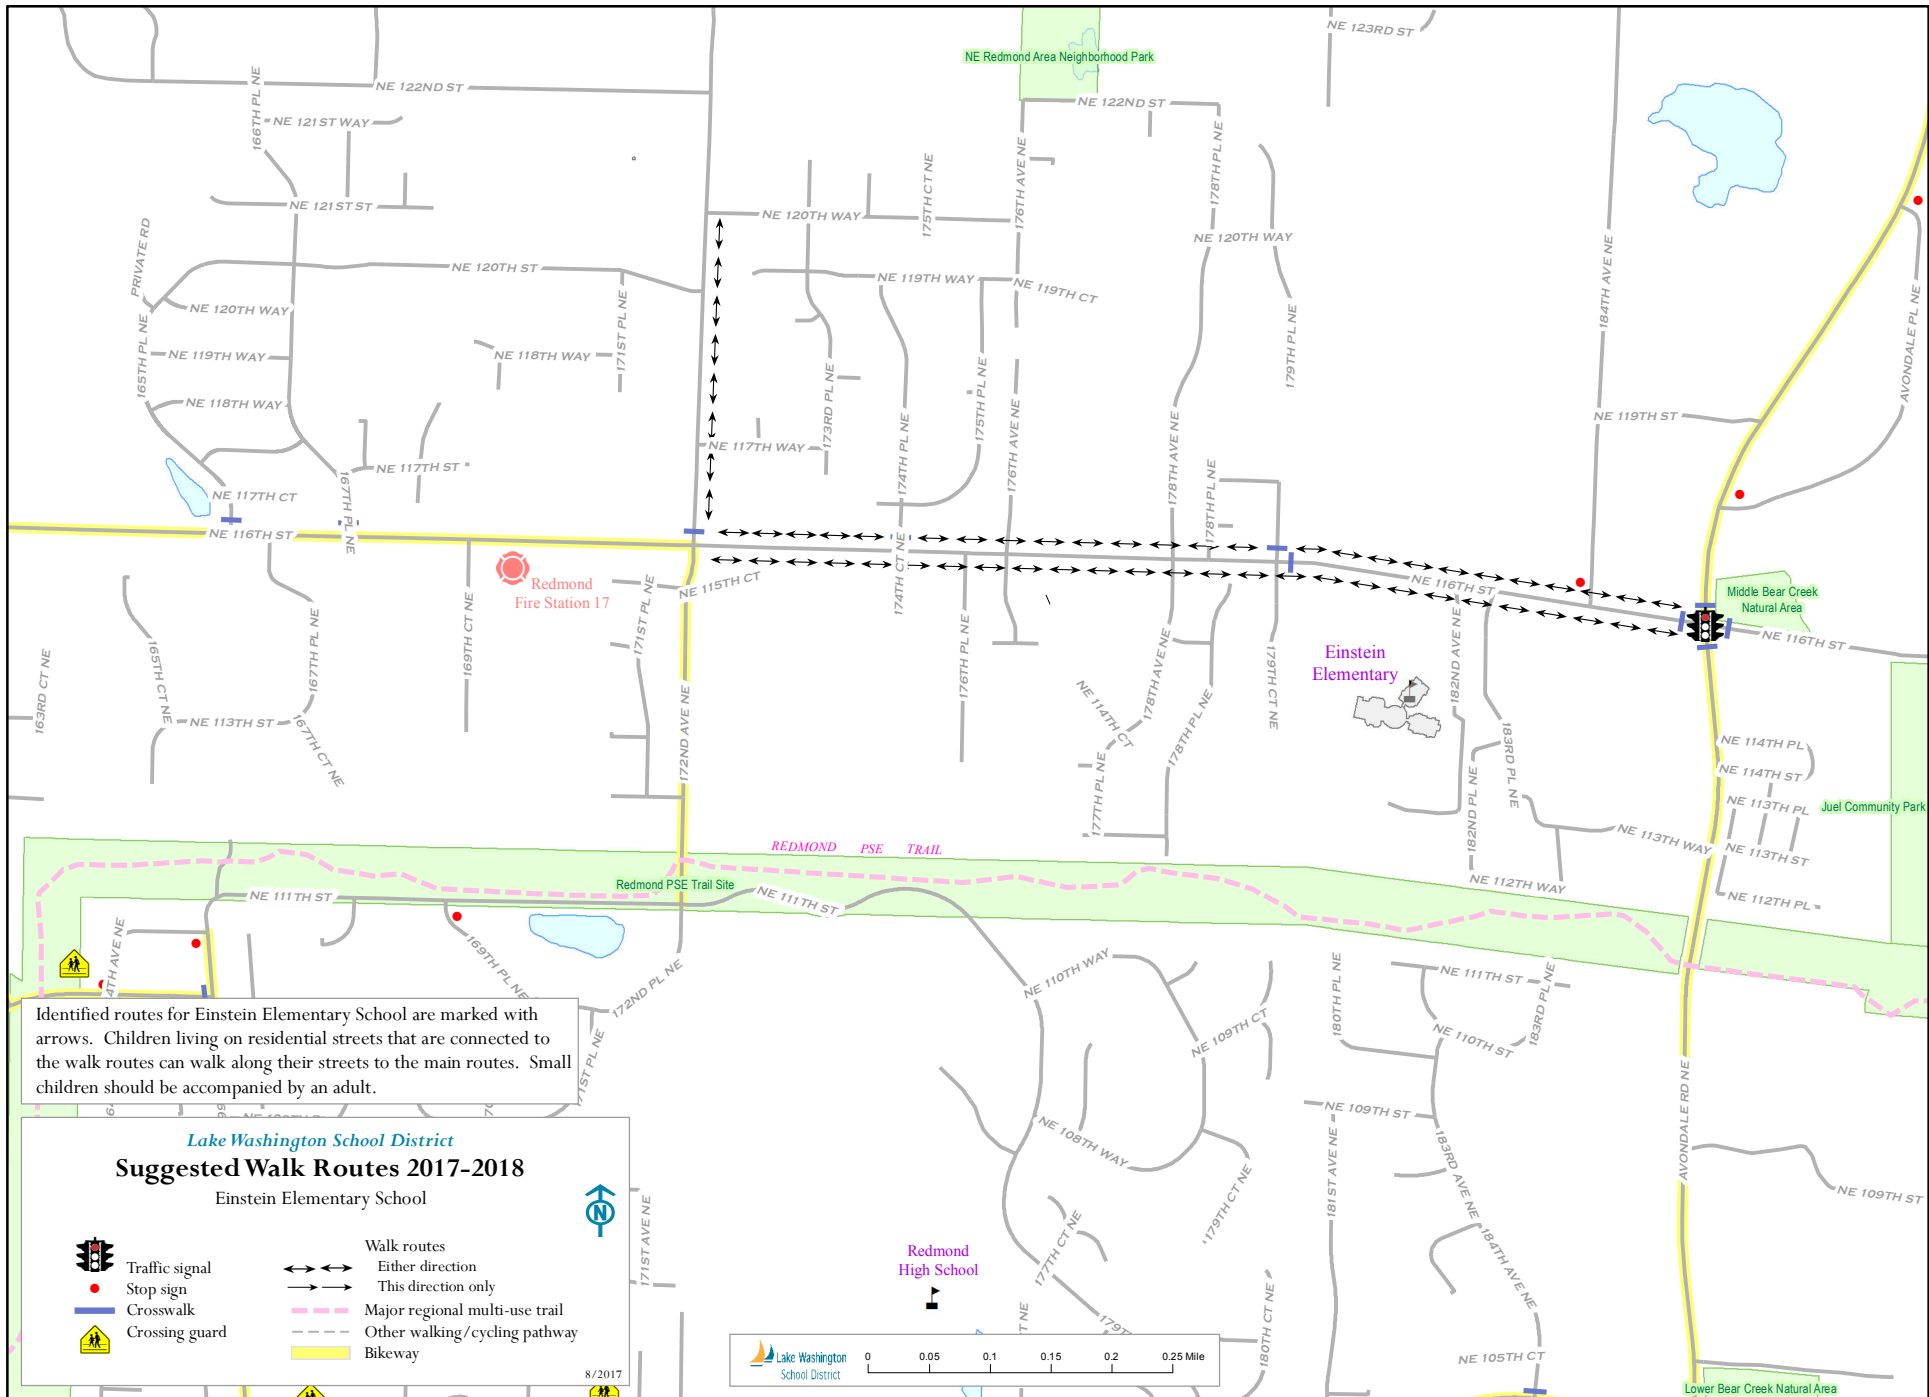 NE 123RD ST
NE Redmond Area Neighborhood Park
166TH PL NE
NE 122ND ST
NE 122ND ST
NE 121ST WAY
176TH AVE NE
178TH PL NE
175TH CT NE
NE 121ST ST
NE 120TH WAY
PRIVATE RD
NE 120TH WAY
184TH AVE NE
NE 120TH ST
NE 119TH WAY
NE 119TH CT
AVONDALE PL NE
NE 120TH WAY
165TH PL NE
171ST PL NE
179TH PL NE
NE 119TH WAY
NE 118TH WAY
173RD PL NE
175TH PL NE
176TH AVE NE
NE 118TH WAY
174TH PL NE
178TH AVE NE
NE 119TH ST
NE 117TH WAY
NE 117TH ST
167TH PL NE
178TH PL NE
NE 117TH CT
NE 116TH ST
174TH CT NE
Redmond
Fire Station 17
NE 115TH CT
NE 116TH ST
Middle Bear Creek
Natural Area
NE 116TH ST
163RD CT NE
165TH CT NE
167TH PL NE
169TH CT NE
171ST PL NE
176TH PL NE
178TH AVE NE
179TH CT NE
Einstein
Elementary
182ND AVE NE
NE 113TH ST
167TH CT NE
172ND AVE NE
NE 114TH CT
178TH PL NE
183RD PL NE
NE 114TH PL
NE 114TH ST
177TH PL NE
182ND PL NE
NE 113TH PL
Juel Community Park
NE 113TH WAY
NE 113TH ST
REDMOND PSE TRAIL
Redmond PSE Trail Site
NE 111TH ST
NE 111TH ST
NE 112TH WAY
NE 112TH PL
4TH AVE NE
169TH PL NE
172ND PL NE
NE 110TH WAY
180TH PL NE
NE 111TH ST
183RD PL NE
NE 109TH CT
NE 110TH ST
Identified routes for Einstein Elementary School are marked with
arrows. Children living on residential streets that are connected to
the walk routes can walk along their streets to the main routes. Small
children should be accompanied by an adult.
71ST PL NE
NE 109TH ST
NE 108TH WAY
181ST AVE NE
183RD AVE NE
AVONDALE RD NE
NE 109TH ST
179TH CT NE
177TH CT NE
184TH AVE NE
171ST AVE NE
Redmond
High School
T NE
179T
180TH CT NE
NE 105TH CT
Lower Bear Creek Natural Area
Lake Washington School District
Suggested Walk Routes 2017-2018
Einstein Elementary School
N
Traffic signal
Stop sign
Crosswalk
Crossing guard
Walk routes
Either direction
This direction only
Major regional multi-use trail
Other walking/cycling pathway
Bikeway
8/2017
Lake Washington
School District
0 0.05 0.1 0.15 0.2 0.25 Mile